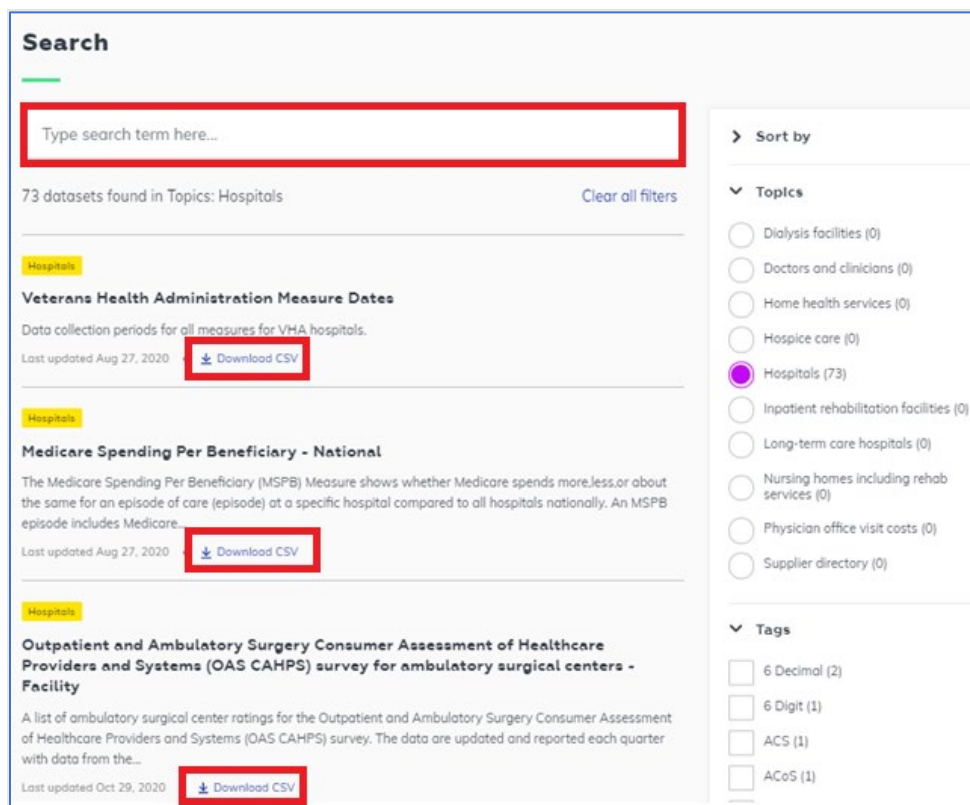 Search
Type search term here...
73 datasets found in Topics: Hospitals
Clear all filters
Hospitals
Veterans Health Administration Measure Dates
Data collection periods for all measures for VHA hospitals.
Last updated Aug 27, 2020
Download CSV
Hospitals
Medicare Spending Per Beneficiary - National
The Medicare Spending Per Beneficiary (MSPB) Measure shows whether Medicare spends more,less,or about
the same for an episode of care (episode) at a specific hospital compared to all hospitals nationally. An MSPB
episode includes Medicare...
Last updated Aug 27, 2020
Download CSV
Hospitals
Outpatient and Ambulatory Surgery Consumer Assessment of Healthcare
Providers and Systems (OAS CAHPS) survey for ambulatory surgical centers -
Facility
A list of ambulatory surgical center ratings for the Outpatient and Ambulatory Surgery Consumer Assessment
of Healthcare Providers and Systems (OAS CAHPS) survey. The data are updated and reported each quarter
with data from the...
Last updated Oct 29, 2020
Download CSV
Sort by
Topics
Dialysis facilities (0)
Doctors and clinicians (0)
Home health services (0)
Hospice care (0)
Hospitals (73)
Inpatient rehabilitation facilities (0)
Long-term care hospitals (0)
Nursing homes including rehab
services (0)
Physician office visit costs (0)
Supplier directory (0)
Tags
6 Decimal (2)
6 Digit (1)
ACS (1)
ACoS (1)